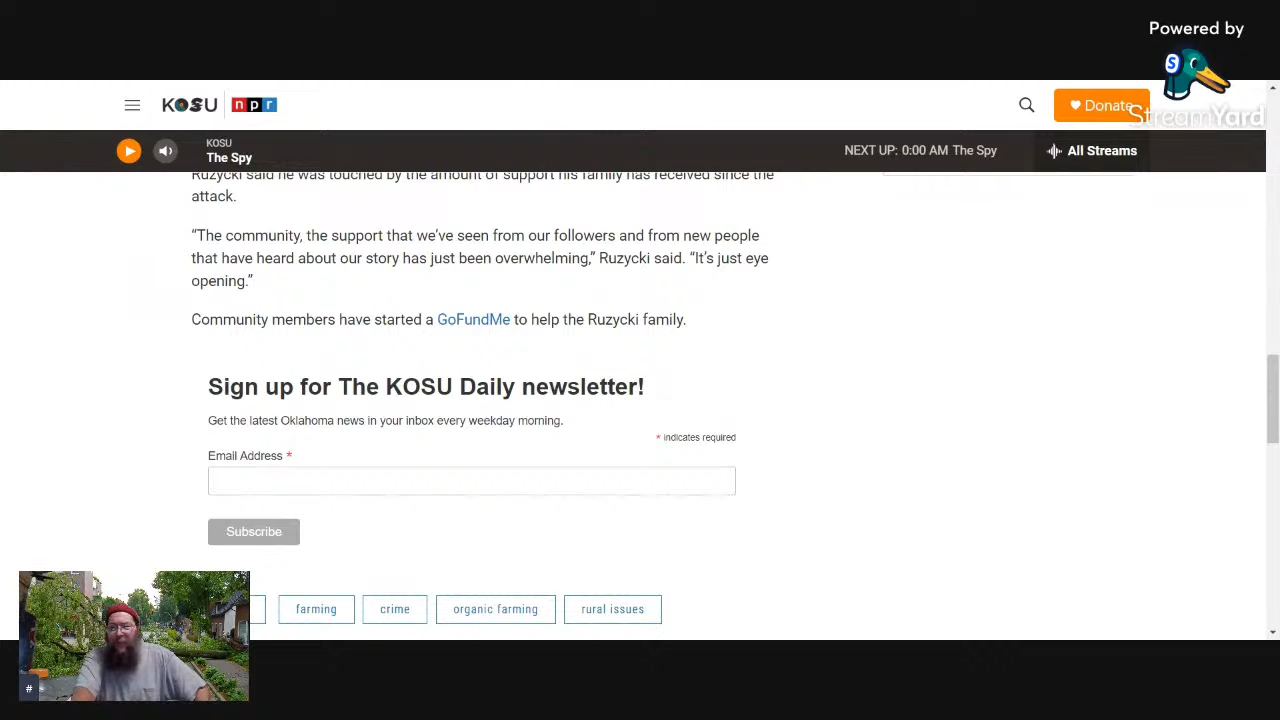 Powered by
S
StreamYard
KOSU npr
Donate
KOSU
The Spy
NEXT UP: 0:00 AM The Spy
All Streams
Ruzycki said he was touched by the amount of support his family has received since the
attack.
“The community, the support that we’ve seen from our followers and from new people
that have heard about our story has just been overwhelming,” Ruzycki said. “It’s just eye
opening.”
Community members have started a GoFundMe to help the Ruzycki family.
Sign up for The KOSU Daily newsletter!
Get the latest Oklahoma news in your inbox every weekday morning.
* indicates required
Email Address *
Subscribe
farming
crime
organic farming
rural issues
#